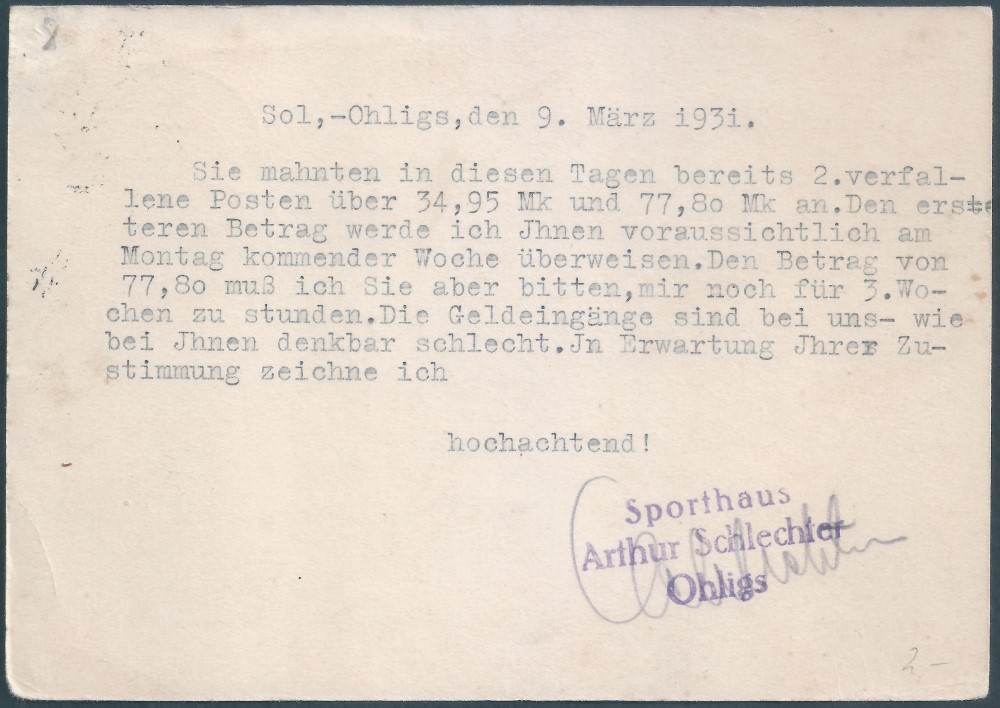 Sol,-Ohligs,den 9. März i93i.
Sie mahnten in diesen Tagen bereits 2.verfal-
lene Posten über 34,95 Mk und 77,8o Mk an.Den erste
teren Betrag werde ich Jhnen voraussichtlich am
Montag kommender Woche überweisen.Den Betrag von
77,8o muß ich Sie aber bitten,mir noch für 3.Wo-
chen zu stunden.Die Geldeingänge sind bei uns- wie
bei Jhnen denkbar schlecht.Jn Erwartung Jhrer Zu-
stimmung zeichne ich
hochachtend!
Sporthaus
Arthur Schlechter
Ohligs
2,-